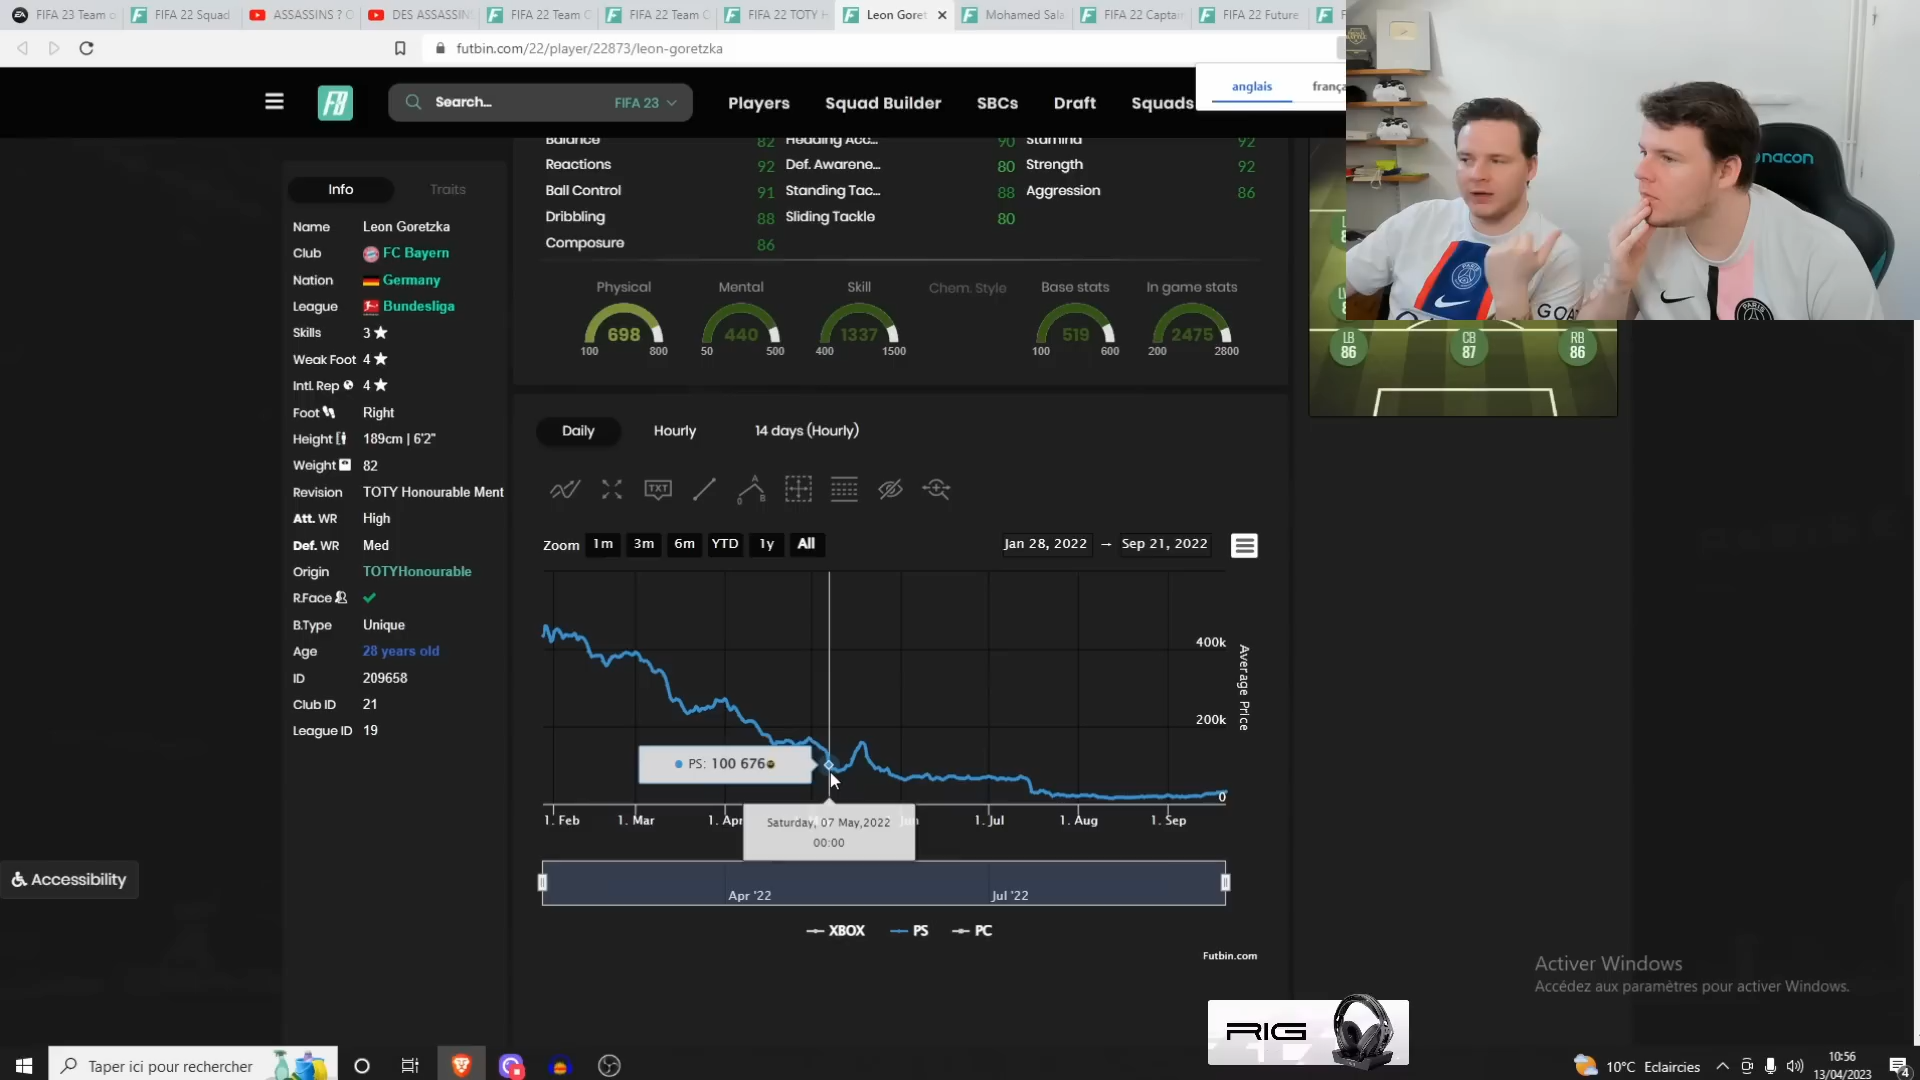 FIFA 23 Team o
FIFA 22 Squad
ASSASSINS ? C
DES ASSASSIN
FIFA 22 Team C
FIFA 22 Team C
FIFA 22 TOTY H
Leon Goret
Mohamed Sala
FIFA 22 Captai
FIFA 22 Future
futbin.com/22/player/22873/leon-goretzka
Search...
FIFA 23
Players
Squad Builder
SBCs
Draft
Squads
anglais
frança
nacon
Info
Traits
Name Leon Goretzka
Club FC Bayern
Nation Germany
League Bundesliga
Skills 3
Weak Foot 4
Intl. Rep 4
Foot Right
Height 189cm | 6'2"
Weight 82
Revision TOTY Honourable Ment
Att. WR High
Def. WR Med
Origin TOTYHonourable
R.Face
B.Type Unique
Age 28 years old
ID 209658
Club ID 21
League ID 19
Balance 82 Heading Acc... 90 Stamina 92
Reactions 92 Def. Awarene... 80 Strength 92
Ball Control 91 Standing Tac... 88 Aggression 86
Dribbling 88 Sliding Tackle 80
Composure 86
Physical Mental Skill Chem. Style Base stats In game stats
698 440 1337 519 2475
100 800 50 500 400 1500 100 600 200 2800
LB
86
CB
87
RB
86
PARIS
GOA
PARIS
Daily
Hourly
14 days (Hourly)
TXT
Zoom 1m 3m 6m YTD 1y All
Jan 28, 2022 → Sep 21, 2022
400k
200k
0
Average Price
PS: 100 676
1. Feb 1. Mar 1. Apr 1. Jul 1. Aug 1. Sep
Saturday, 07 May,2022
00:00
Apr '22 Jul '22
XBOX PS PC
Futbin.com
Accessibility
Activer Windows
Accédez aux paramètres pour activer Windows.
RIG
Taper ici pour rechercher
10°C Eclaircies
10:56
13/04/2023
4